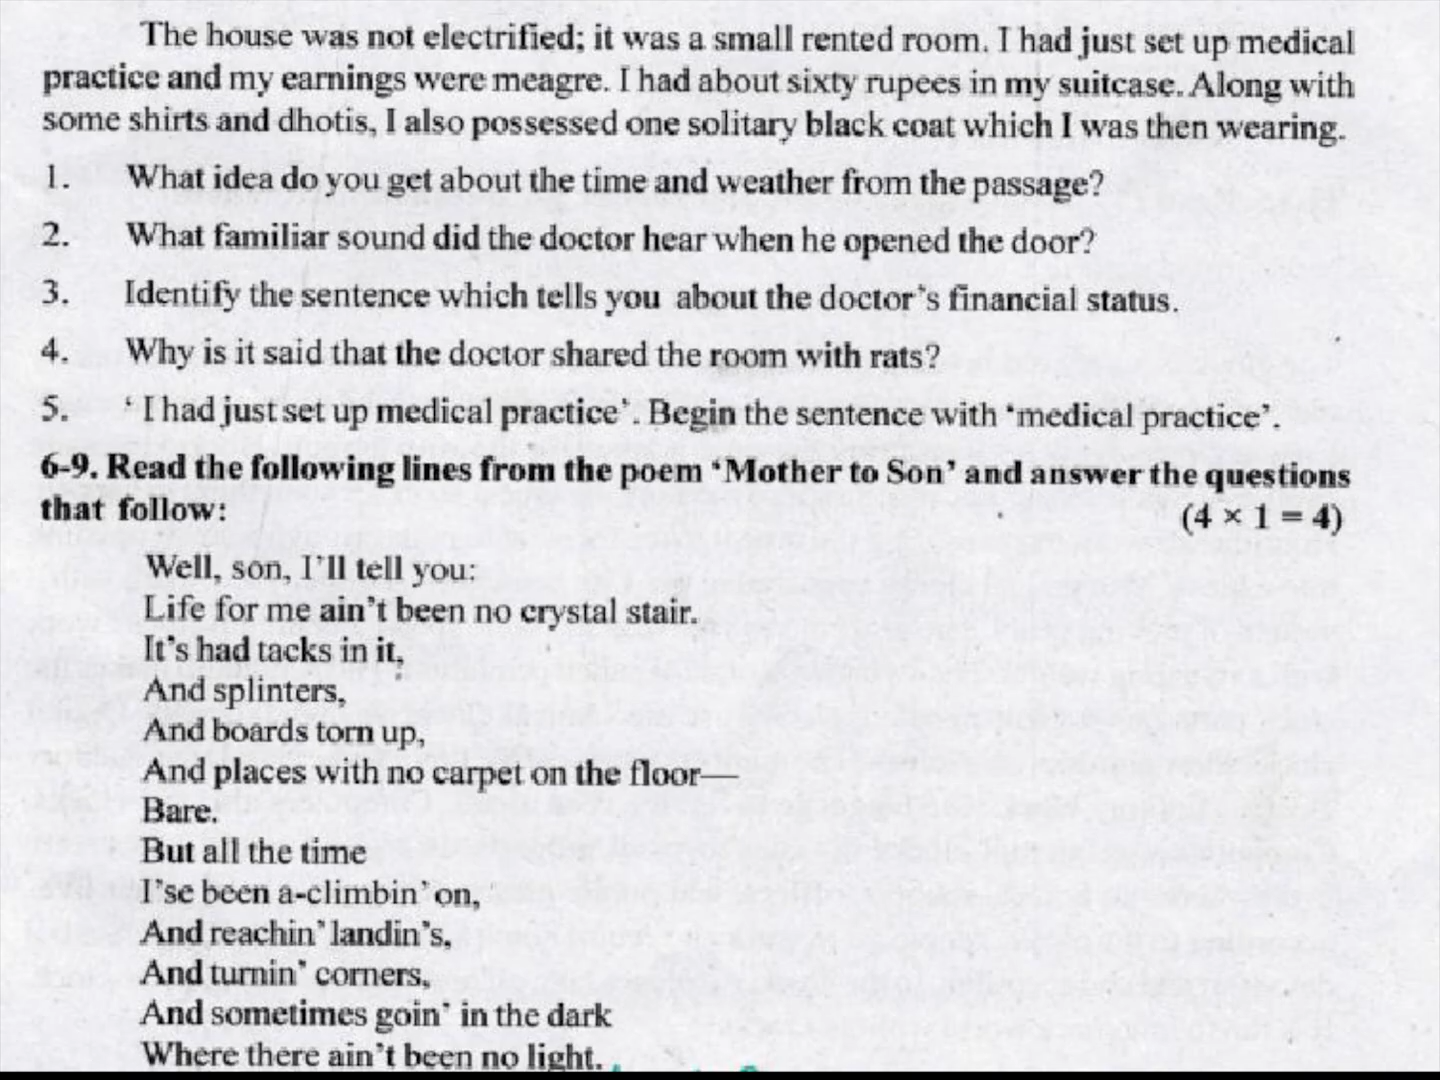 The house was not electrified; it was a small rented room. I had just set up medical
practice and my earnings were meagre. I had about sixty rupees in my suitcase. Along with
some shirts and dhotis, I also possessed one solitary black coat which I was then wearing.
1. What idea do you get about the time and weather from the passage?
2. What familiar sound did the doctor hear when he opened the door?
3. Identify the sentence which tells you about the doctor's financial status.
4. Why is it said that the doctor shared the room with rats?
5. ‘ I had just set up medical practice’. Begin the sentence with ‘medical practice’.
6-9. Read the following lines from the poem ‘Mother to Son’ and answer the questions
that follow: (4 × 1 = 4)
Well, son, I’ll tell you:
Life for me ain’t been no crystal stair.
It’s had tacks in it,
And splinters,
And boards torn up,
And places with no carpet on the floor—
Bare.
But all the time
I’se been a-climbin’ on,
And reachin’ landin’s,
And turnin’ corners,
And sometimes goin’ in the dark
Where there ain’t been no light.